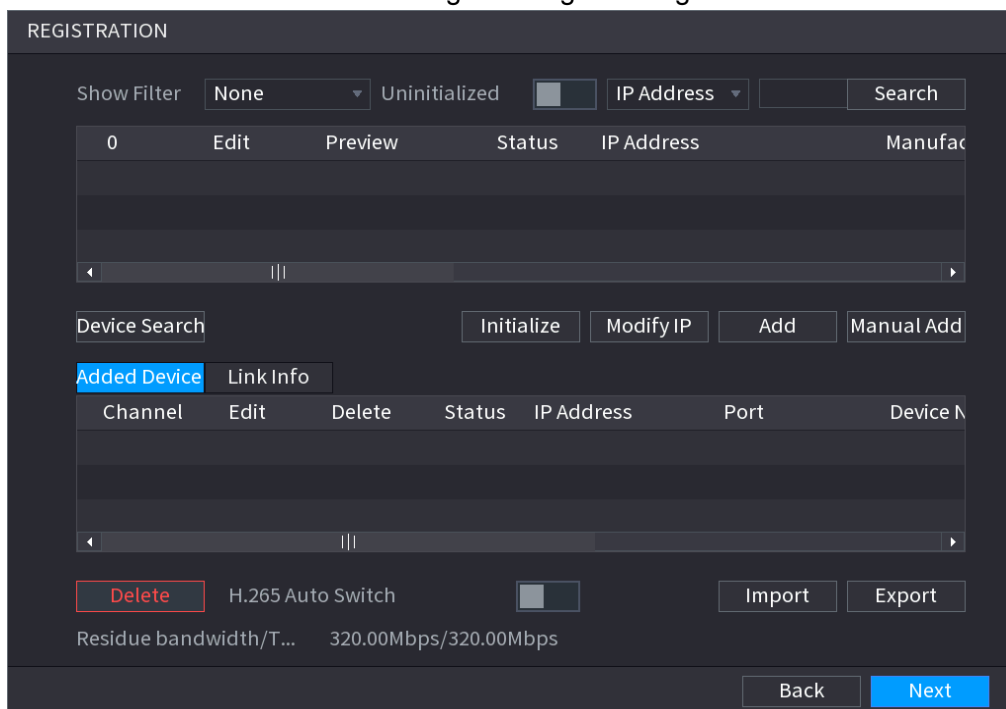 REGISTRATION
Show Filter None Uninitialized IP Address Search
0 Edit Preview Status IP Address Manufac
Device Search Initialize Modify IP Add Manual Add
Added Device Link Info
Channel Edit Delete Status IP Address Port Device N
Delete H.265 Auto Switch Import Export
Residue bandwidth/T... 320.00Mbps/320.00Mbps
Back Next